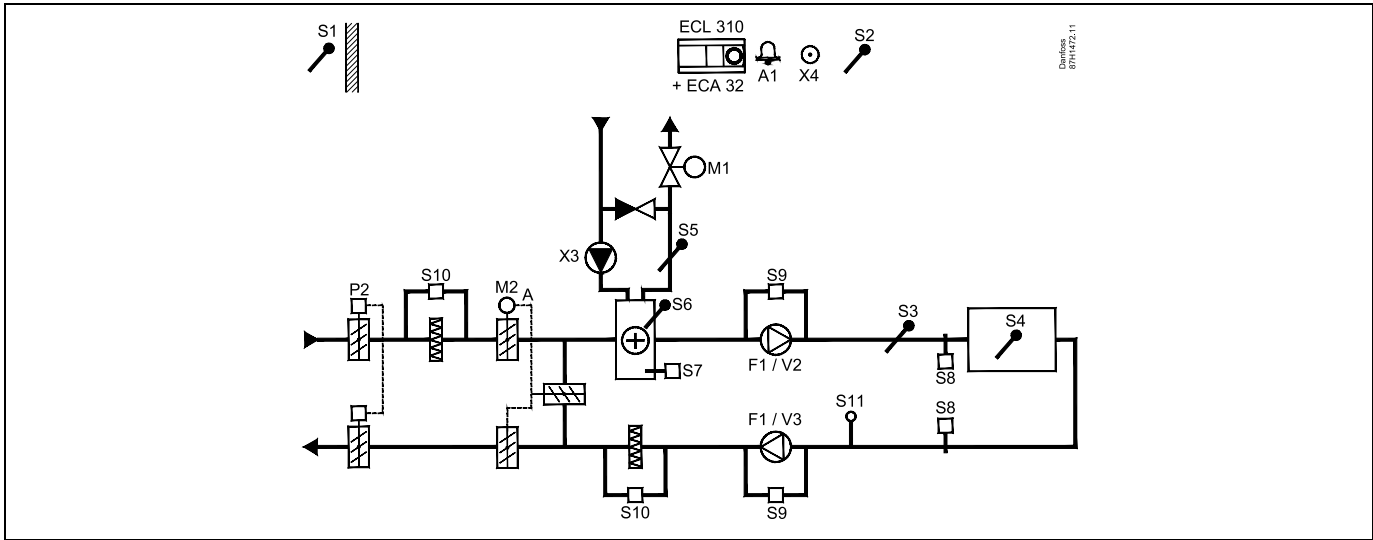 S1
ECL 310
+ ECA 32
A1
X4
S2
Danfoss
87H1472.11
M1
X3
S5
P2
S10
M2
A
S6
S9
S3
S4
S7
F1 / V2
S8
S11
S8
F1 / V3
S10
S9